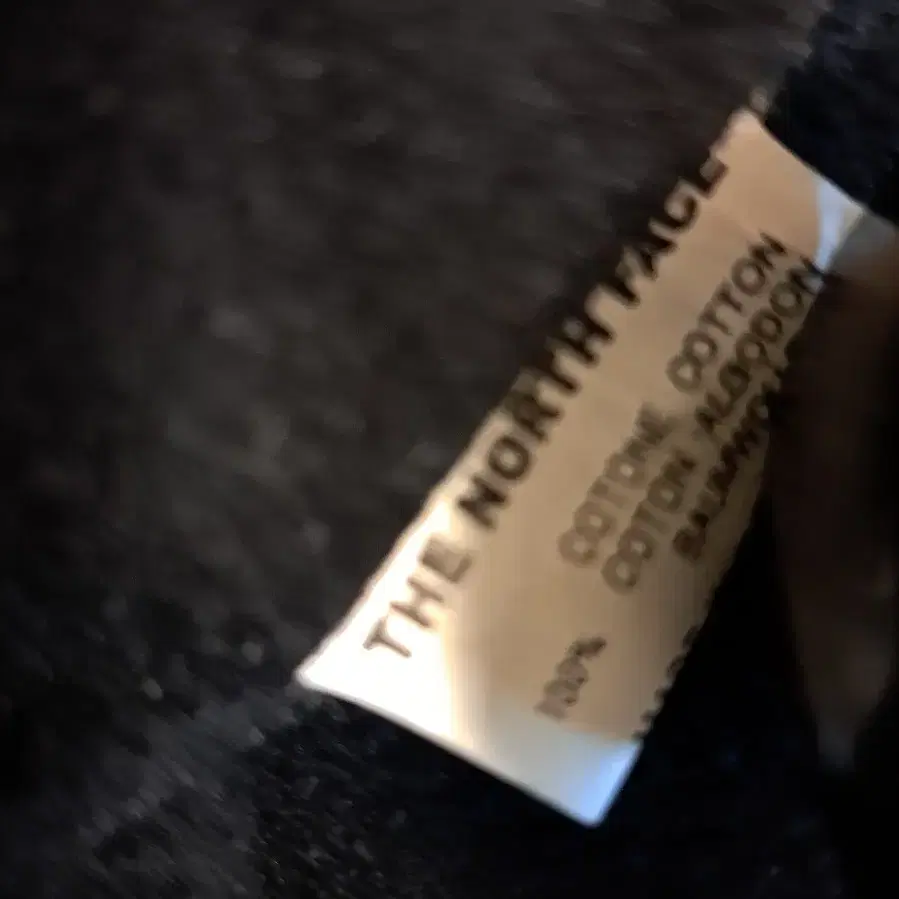 THE NORTH FACE
100% COTONE COTTON
COTON ALGODON